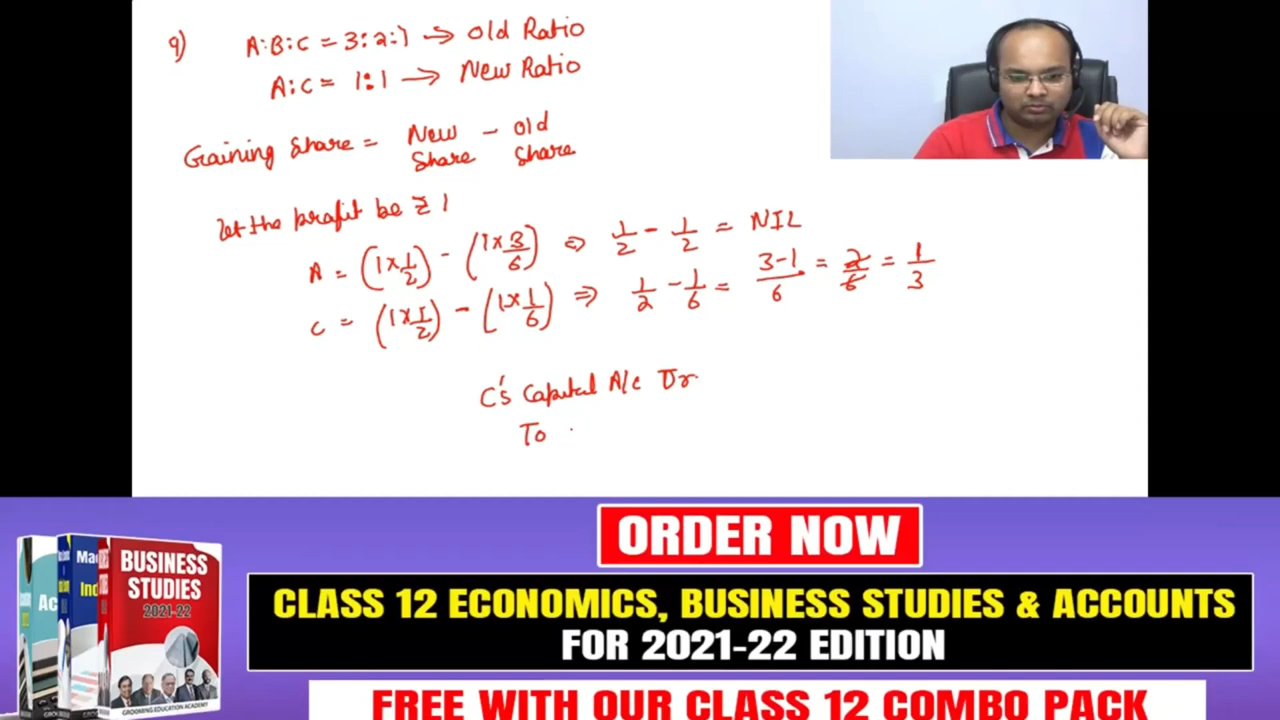 9) A:B:C = 3:2:1 → Old Ratio
A:C = 1:1 → New Ratio
Gaining Share = New Share - Old Share
Let the profit be ₹ 1
A = (1×1/2) - (1×3/6) ⇒ 1/2 - 1/2 = NIL
C = (1×1/2) - (1×1/6) ⇒ 1/2 - 1/6 = 3-1/6 = 2/6 = 1/3
C's Capital A/c Dr.
To
ORDER NOW
CLASS 12 ECONOMICS, BUSINESS STUDIES & ACCOUNTS
FOR 2021-22 EDITION
FREE WITH OUR CLASS 12 COMBO PACK
BUSINESS
STUDIES
2021-22
GROOMING EDUCATION ACADEMY